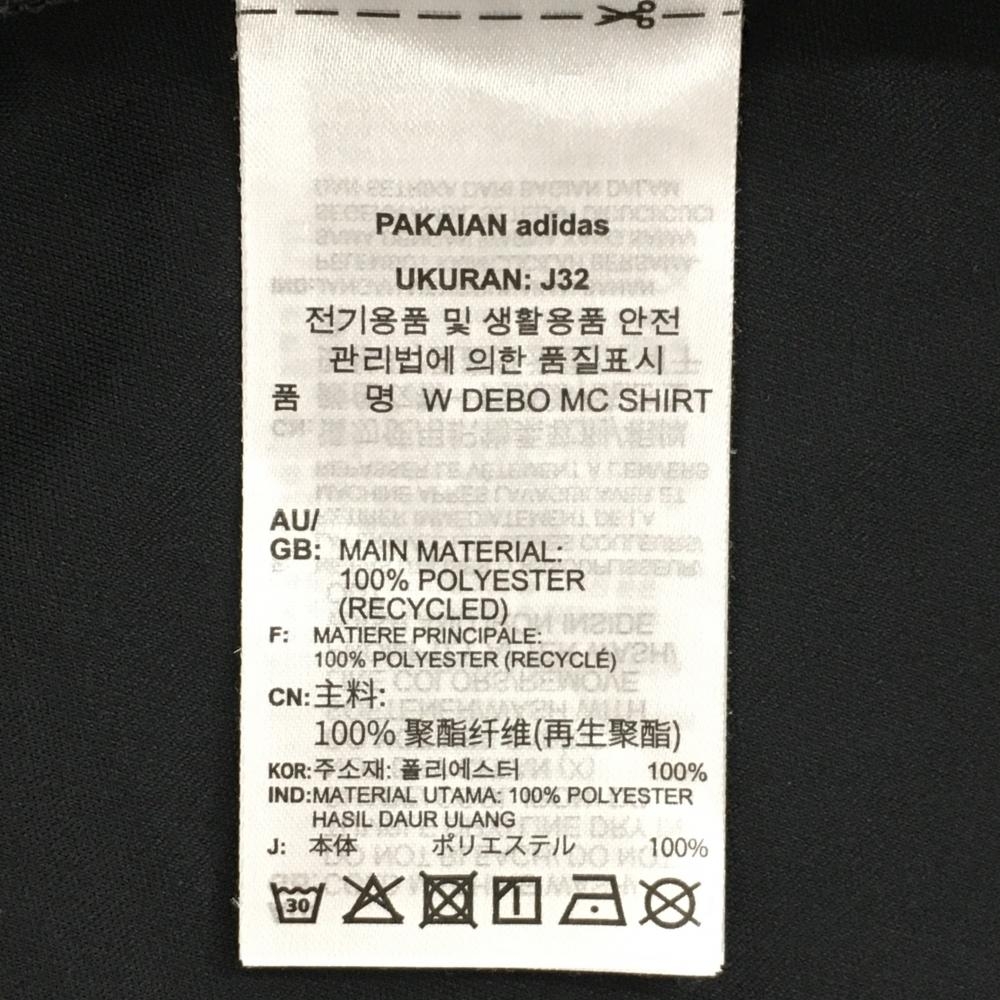 PAKAIAN adidas
UKURAN: J32
전기용품 및 생활용품 안전
관리법에 의한 품질표시
품 명 W DEBO MC SHIRT
AU/
GB: MAIN MATERIAL:
100% POLYESTER
(RECYCLED)
F: MATIERE PRINCIPALE:
100% POLYESTER (RECYCLÉ)
CN: 主料:
100% 聚酯纤维(再生聚酯)
KOR: 주소재: 폴리에스터 100%
IND: MATERIAL UTAMA: 100% POLYESTER
HASIL DAUR ULANG
J: 本体 ポリエステル 100%
30